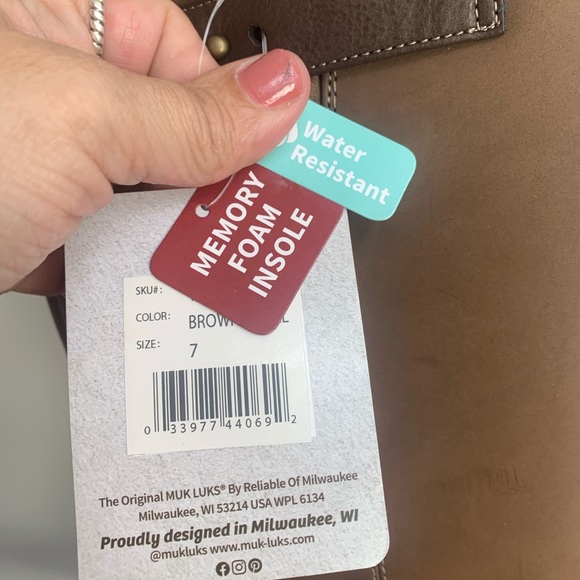 Water
Resistant
MEMORY
FOAM
INSOLE
SKU#:
COLOR:
SIZE: 7
0 33977 44069 2
The Original MUK LUKS® By Reliable Of Milwaukee
Milwaukee, WI 53214 USA WPL 6134
Proudly designed in Milwaukee, WI
@mukluks www.muk-luks.com